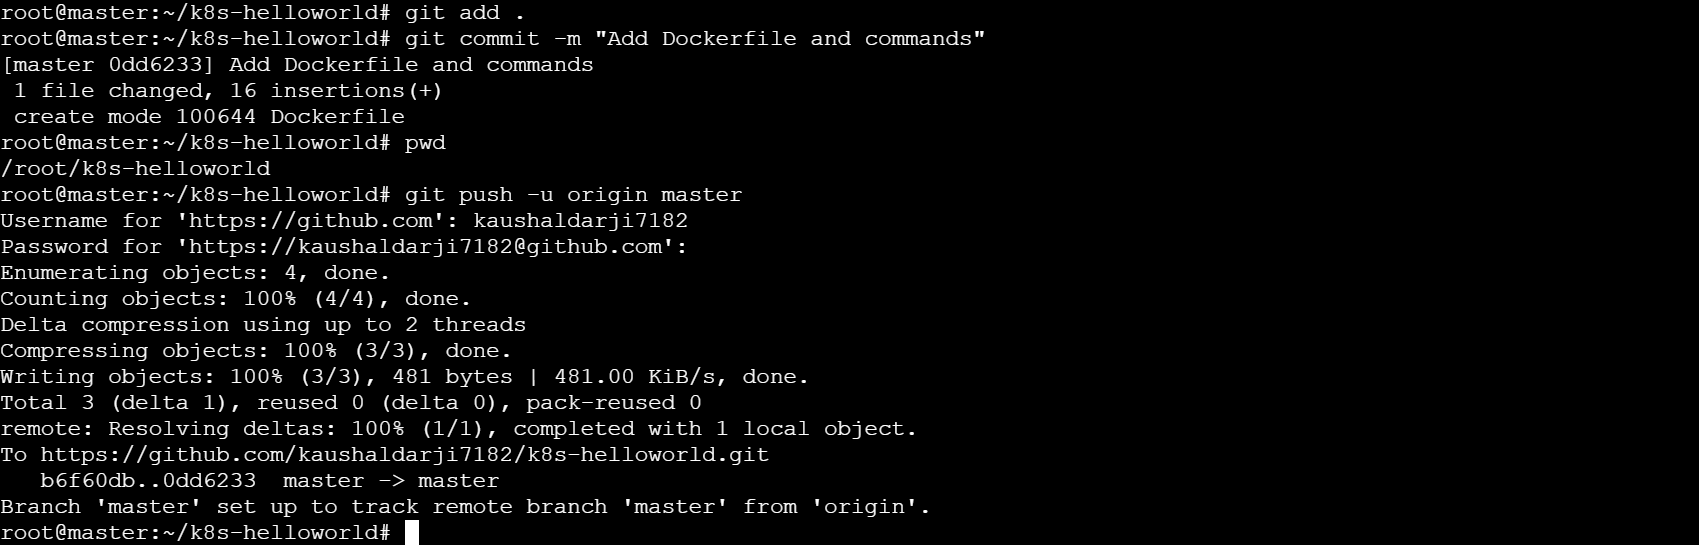 root@master:~/k8s-helloworld# git add .
root@master:~/k8s-helloworld# git commit -m "Add Dockerfile and commands"
[master 0dd6233] Add Dockerfile and commands
 1 file changed, 16 insertions(+)
 create mode 100644 Dockerfile
root@master:~/k8s-helloworld# pwd
/root/k8s-helloworld
root@master:~/k8s-helloworld# git push -u origin master
Username for 'https://github.com': kaushaldarji7182
Password for 'https://kaushaldarji7182@github.com':
Enumerating objects: 4, done.
Counting objects: 100% (4/4), done.
Delta compression using up to 2 threads
Compressing objects: 100% (3/3), done.
Writing objects: 100% (3/3), 481 bytes | 481.00 KiB/s, done.
Total 3 (delta 1), reused 0 (delta 0), pack-reused 0
remote: Resolving deltas: 100% (1/1), completed with 1 local object.
To https://github.com/kaushaldarji7182/k8s-helloworld.git
   b6f60db..0dd6233  master -> master
Branch 'master' set up to track remote branch 'master' from 'origin'.
root@master:~/k8s-helloworld#